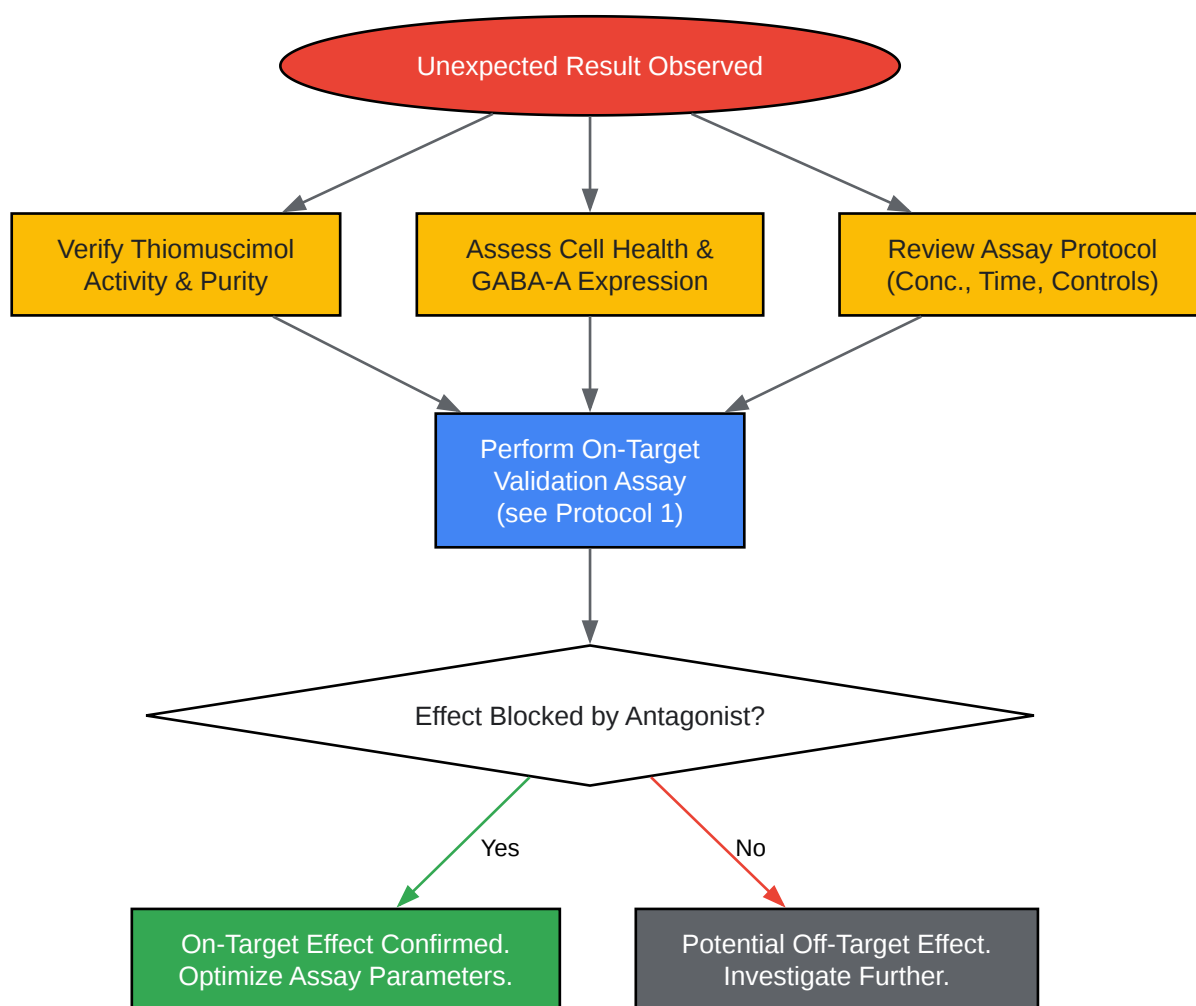 Unexpected Result Observed
Verify Thiomuscimol
Activity & Purity
Assess Cell Health &
GABA-A Expression
Review Assay Protocol
(Conc., Time, Controls)
Perform On-Target
Validation Assay
(see Protocol 1)
Effect Blocked by Antagonist?
Yes
No
On-Target Effect Confirmed.
Optimize Assay Parameters.
Potential Off-Target Effect.
Investigate Further.